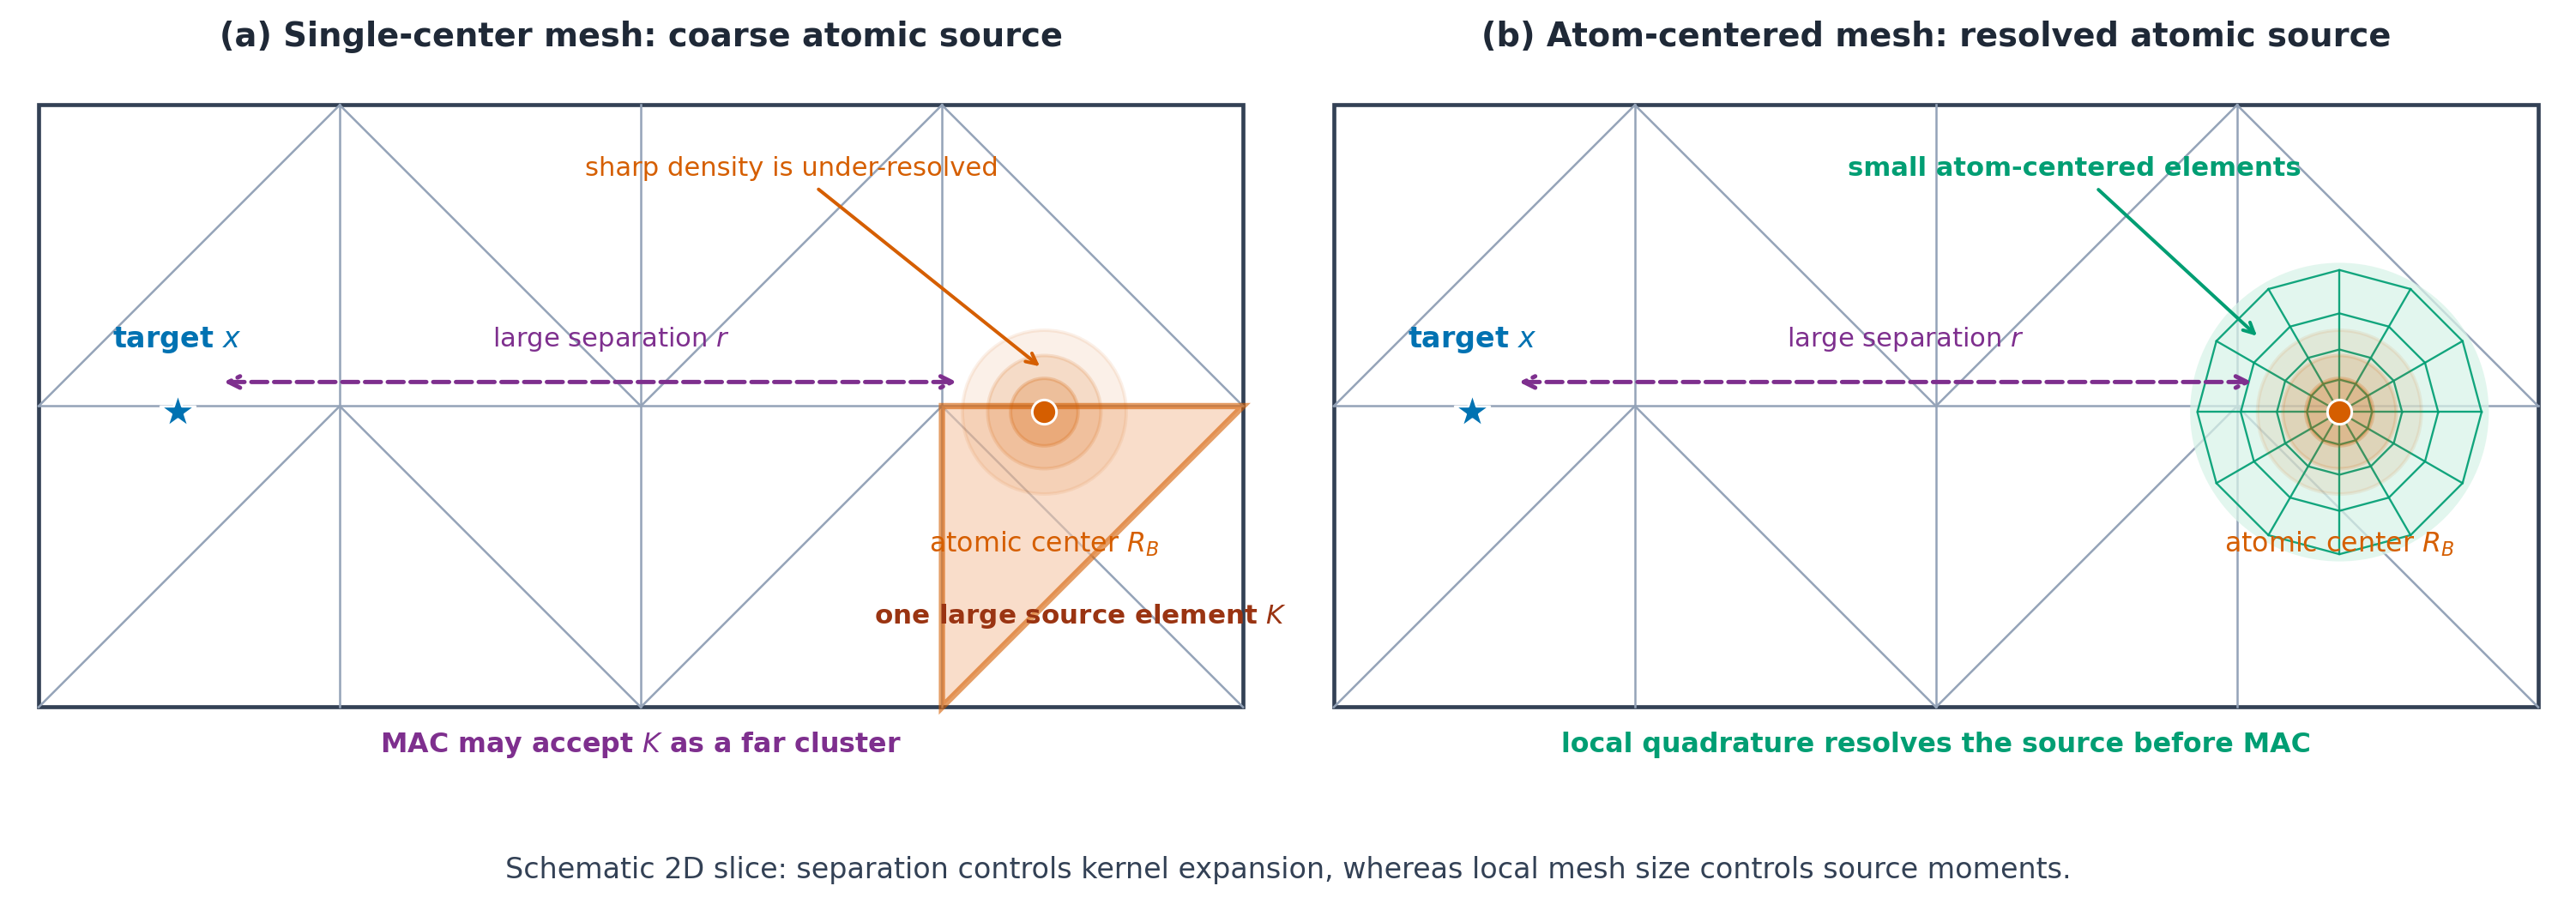 (a) Single-center mesh: coarse atomic source
sharp density is under-resolved
target x
large separation r
atomic center R_B
one large source element K
MAC may accept K as a far cluster
(b) Atom-centered mesh: resolved atomic source
small atom-centered elements
target x
large separation r
atomic center R_B
local quadrature resolves the source before MAC
Schematic 2D slice: separation controls kernel expansion, whereas local mesh size controls source moments.